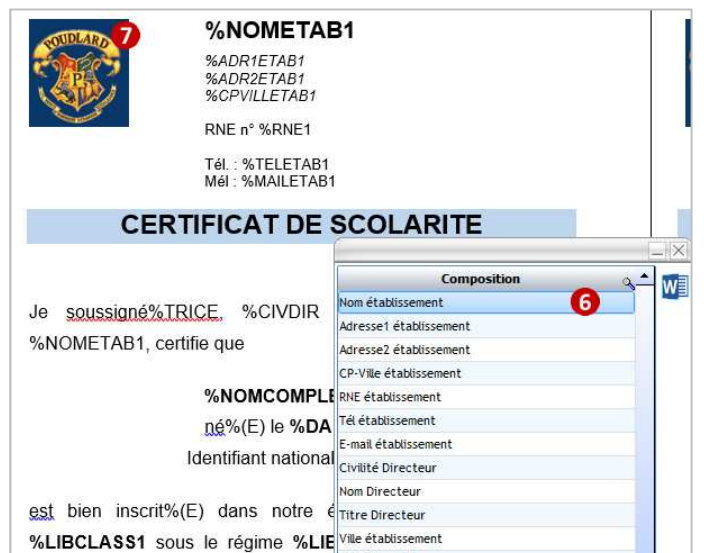 POUDLARD
P
7
%NOMETAB1
%ADR1ETAB1
%ADR2ETAB1
%CPVILLETAB1
RNE n° %RNE1
Tél. : %TELETAB1
Mél : %MAILETAB1
CERTIFICAT DE SCOLARITE
Je soussigné%TRICE, %CIVDIR
%NOMETAB1, certifie que
%NOMCOMPLE
né%(E) le %DA
Identifiant national
est bien inscrit%(E) dans notre é
%LIBCLASS1 sous le régime %LIE
Composition
Nom établissement 6
Adresse1 établissement
Adresse2 établissement
CP-Ville établissement
RNE établissement
Tél établissement
E-mail établissement
Civilité Directeur
Nom Directeur
Titre Directeur
Ville établissement
W